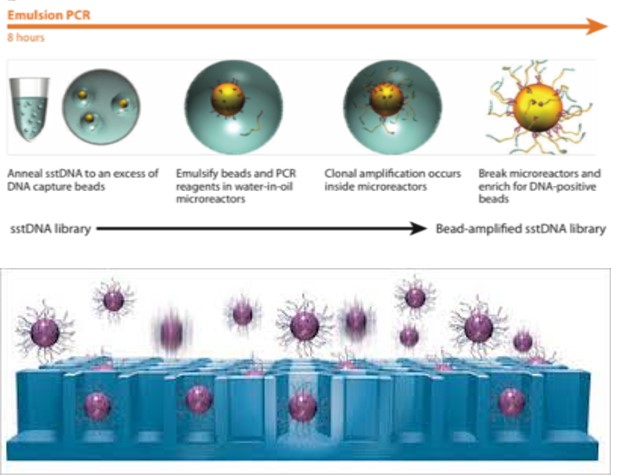 Emulsion PCR
8 hours
Anneal sstDNA to an excess of
DNA capture beads
Emulsify beads and PCR
reagents in water-in-oil
microreactors
Clonal amplification occurs
inside microreactors
Break microreactors and
enrich for DNA-positive
beads
sstDNA library
Bead-amplified sstDNA library